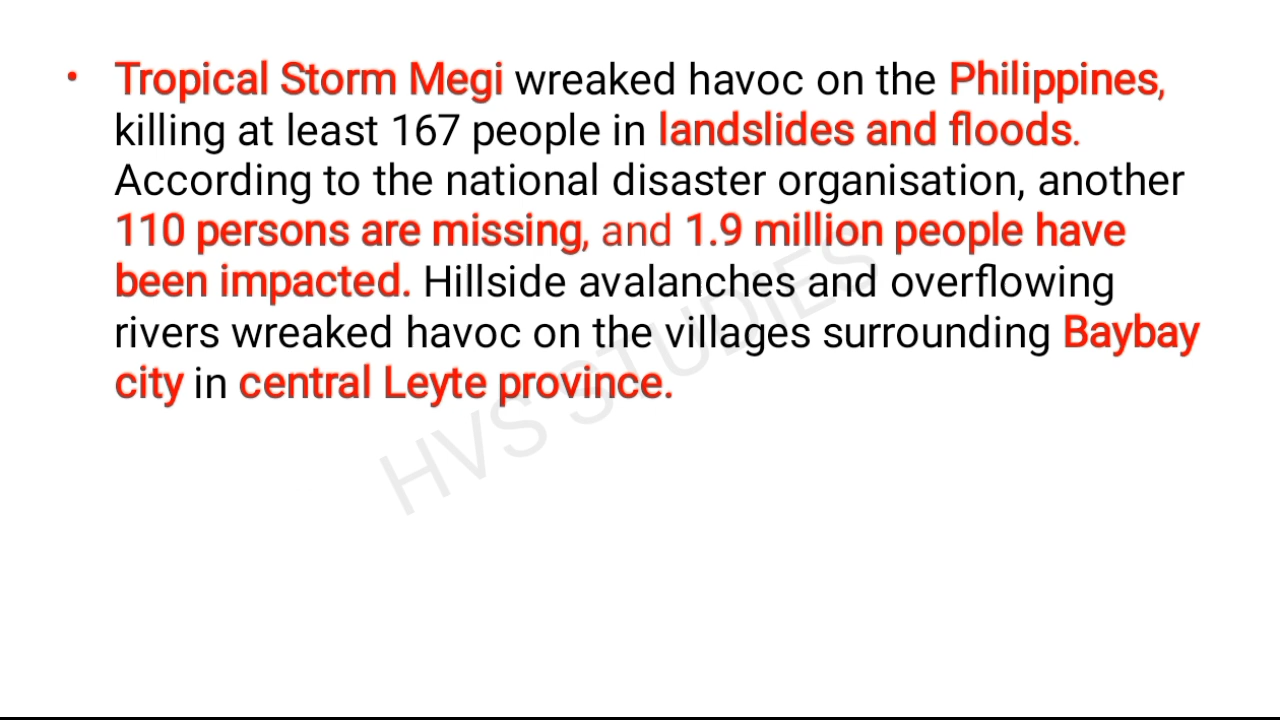 • Tropical Storm Megi wreaked havoc on the Philippines,
killing at least 167 people in landslides and floods.
According to the national disaster organisation, another
110 persons are missing, and 1.9 million people have
been impacted. Hillside avalanches and overflowing
rivers wreaked havoc on the villages surrounding Baybay
city in central Leyte province.
HVS STUDIES